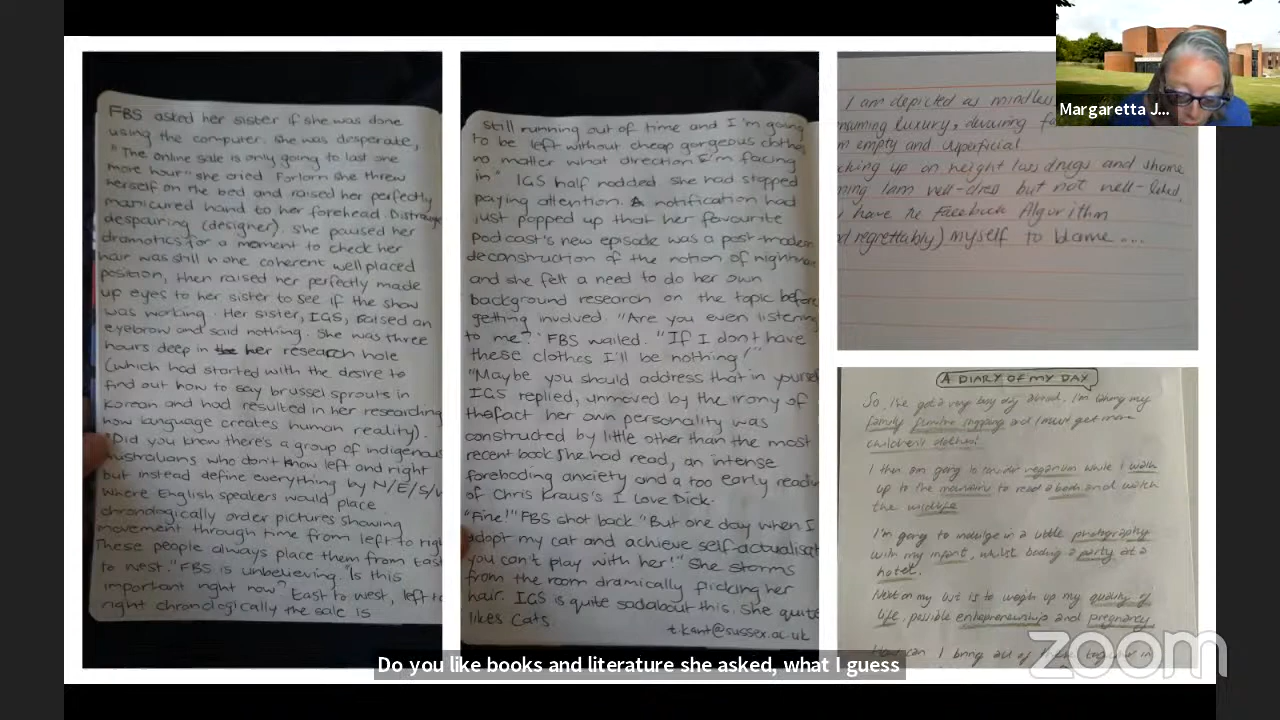 FBS asked her sister if she was done
using the computer. She was desperate,
"The online sale is only going to last one
more hour" she cried Forlorn she threw
herself on the bed and raised her perfectly
manicured hand to her forehead. Distraug
despairing (designer). She paused her
dramatics for a moment to check her
hair was still in one coherent well placed
position, then raised her perfectly made
up eyes to her sister to see if the show
was working. Her sister, IGS, raised an
eyebrow and said nothing. She was three
hours deep in her research hole
(which had started with the desire to
find out how to say brussel sprouts in
Korean and had resulted in her researching
how language creates human reality).
"Did you know there's a group of indigenous
Australians who don't know left and right
but instead define everything by N/E/S/W
where English speakers would place
chronologically order pictures showing
movement through time from left to righ
These people always place them from East
to west." FBS is unbelieving. "Is this
important right now? East to west, left to
right chronologically the sale is
still running out of time and I'm going
to be left without cheap gorgeous clothes
no matter what direction I'm facing
in" IGS half nodded. She had stopped
paying attention. A notification had
just popped up that her favourite
podcast's new episode was a post-modern
deconstruction of the notion of
and she felt a need to do her own
background research on the topic before
getting involved. "Are you even listening
to me?" FBS wailed. "If I don't have
these clothes I'll be nothing!"
"Maybe you should address that in yourse
IGS replied, unmoved by the irony of
the fact her own personality was
constructed by little other than the most
recent book she had read, an intense
foreboding anxiety and a too early readin
of Chris Kraus's I Love Dick.
"Fine!" FBS shot back "But one day when I
adopt my cat and achieve self-actualisat
you can't play with her!" She storms
from the room dramically flicking her
hair. IGS is quite sad about this. She quite
likes Cats
t.kant@sussex.ac.uk
I am depicted as mindless
nsuming luxury, devouring fa
m empty and superficial
cking up on height loss drugs and shame
ning I am well-dress but not well-liked
have the Facebook Algorithm
regrettably) myself to blame...
A DIARY OF MY DAY
So, I've got a very busy day ahead. I'm taking my
family shopping and must get more
children's clothes!
I then am going to consider veganism while I walk
up to the mountains to read a book and watch
the wildlife
I'm going to indulge in a little photography
with my infant, whilst booking a party at a
hotel.
Next on my list is to weigh up my quality of
life, possible entrepreneurship and pregnancy
How can I bring all of these together in
Margaretta J...
Do you like books and literature she asked, what I guess
zoom